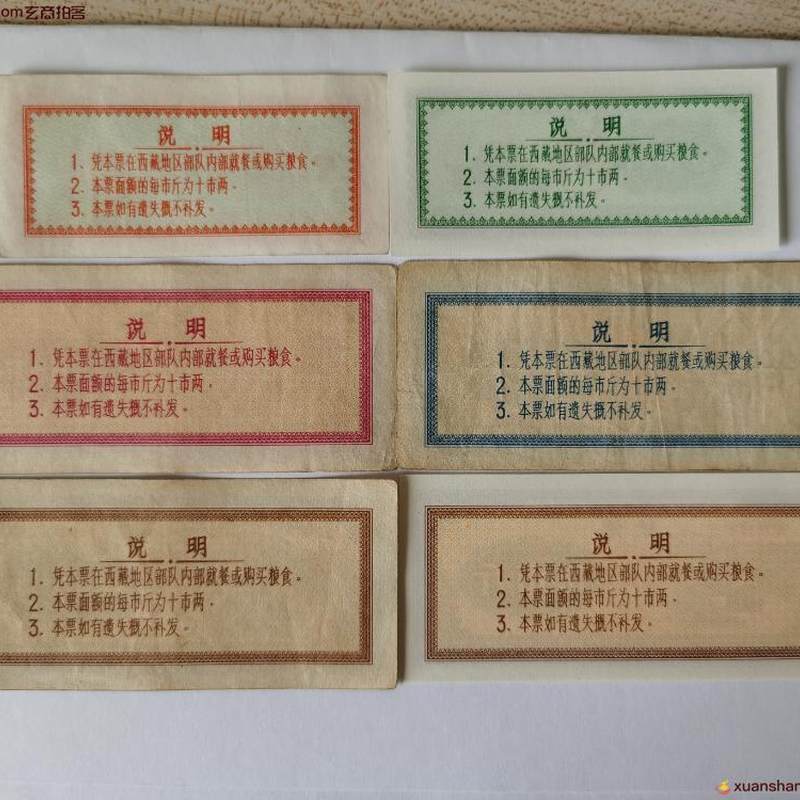 om玄商拍客
说 明
1. 凭本票在西藏地区部队内部就餐或购买粮食。
2. 本票面额的每市斤为十市两。
3. 本票如有遗失概不补发。
说 明
1. 凭本票在西藏地区部队内部就餐或购买粮食。
2. 本票面额的每市斤为十市两。
3. 本票如有遗失概不补发。
说 明
1. 凭本票在西藏地区部队内部就餐或购买粮食。
2. 本票面额的每市斤为十市两。
3. 本票如有遗失概不补发。
说 明
1. 凭本票在西藏地区部队内部就餐或购买粮食。
2. 本票面额的每市斤为十市两。
3. 本票如有遗失概不补发。
说 明
1. 凭本票在西藏地区部队内部就餐或购买粮食。
2. 本票面额的每市斤为十市两。
3. 本票如有遗失概不补发。
说 明
1. 凭本票在西藏地区部队内部就餐或购买粮食。
2. 本票面额的每市斤为十市两。
3. 本票如有遗失概不补发。
xuanshan